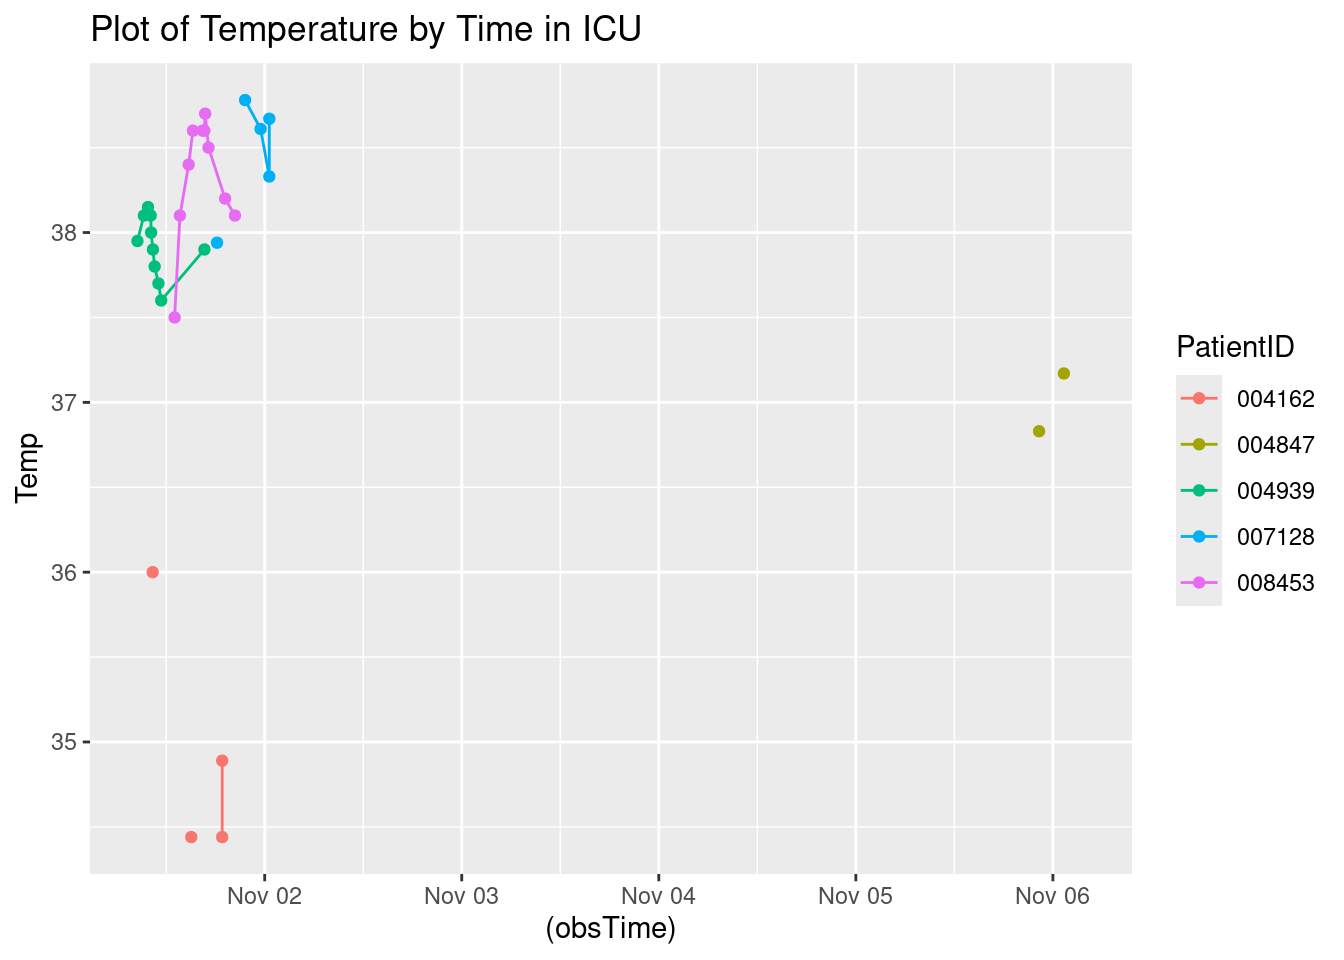 Plot of Temperature by Time in ICU
38
37
36
35
Temp
Nov 02
Nov 03
Nov 04
Nov 05
Nov 06
(obsTime)
PatientID
004162
004847
004939
007128
008453